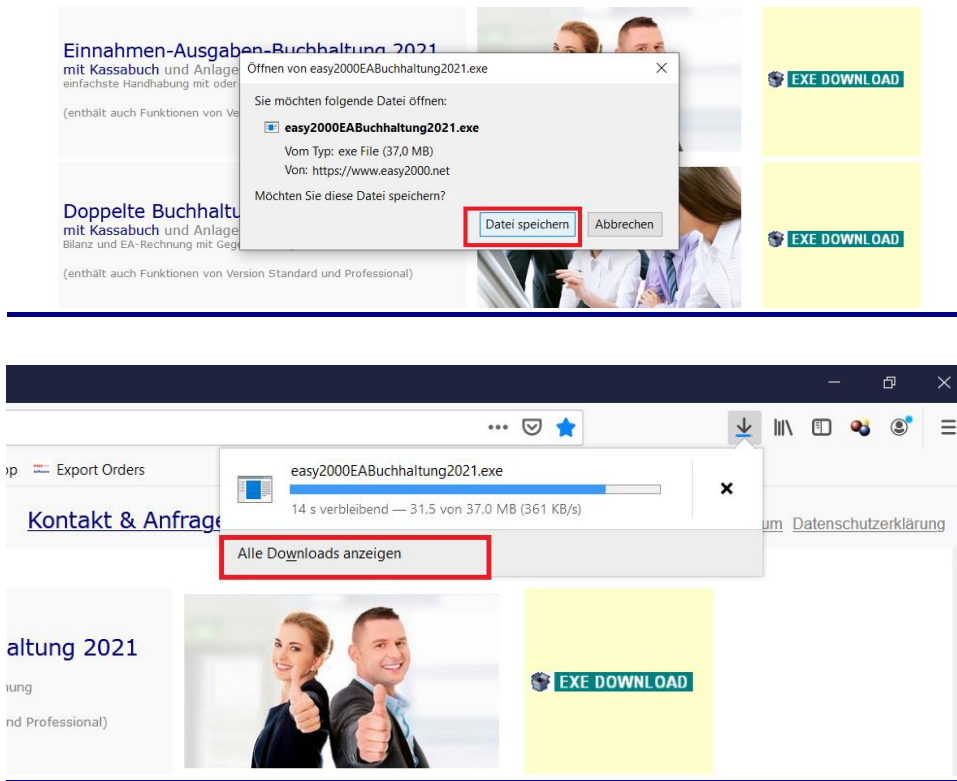 Einnahmen-Ausgaben-Buchhaltung 2021
mit Kassabuch und Anlage
einfachste Handhabung mit oder
(enthält auch Funktionen von Ve
Öffnen von easy2000EABuchhaltung2021.exe
Sie möchten folgende Datei öffnen:
easy2000EABuchhaltung2021.exe
Vom Typ: exe File (37,0 MB)
Von: https://www.easy2000.net
Möchten Sie diese Datei speichern?
Datei speichern Abbrechen
EXE DOWNLOAD
Doppelte Buchhaltu
mit Kassabuch und Anlage
Bilanz und EA-Rechnung mit Geg
(enthält auch Funktionen von Version Standard und Professional)
EXE DOWNLOAD
op Export Orders
easy2000EABuchhaltung2021.exe
14 s verbleibend — 31,5 von 37,0 MB (361 KB/s)
Kontakt & Anfrage
um Datenschutzerklärung
Alle Downloads anzeigen
altung 2021
nung
nd Professional)
EXE DOWNLOAD